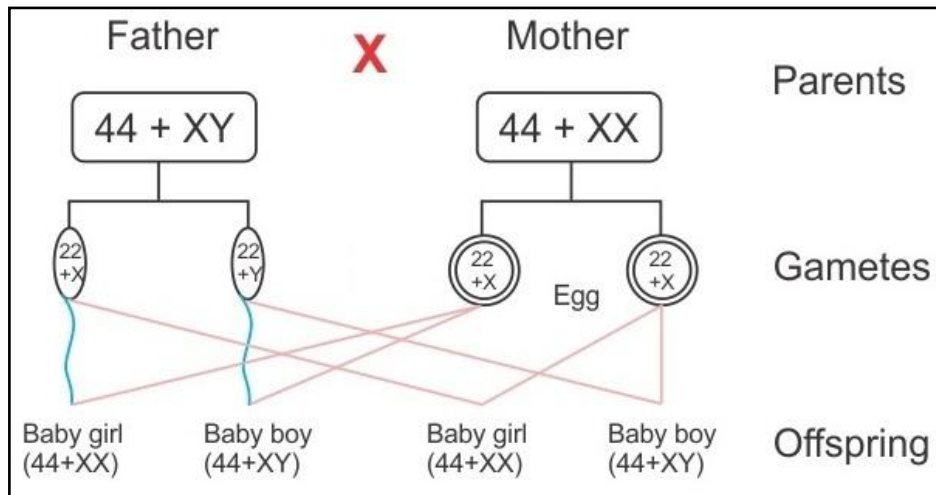 Father
X
Mother
Parents
44 + XY
44 + XX
22
+X
22
+Y
22
+X
Egg
22
+X
Gametes
Baby girl
(44+XX)
Baby boy
(44+XY)
Baby girl
(44+XX)
Baby boy
(44+XY)
Offspring